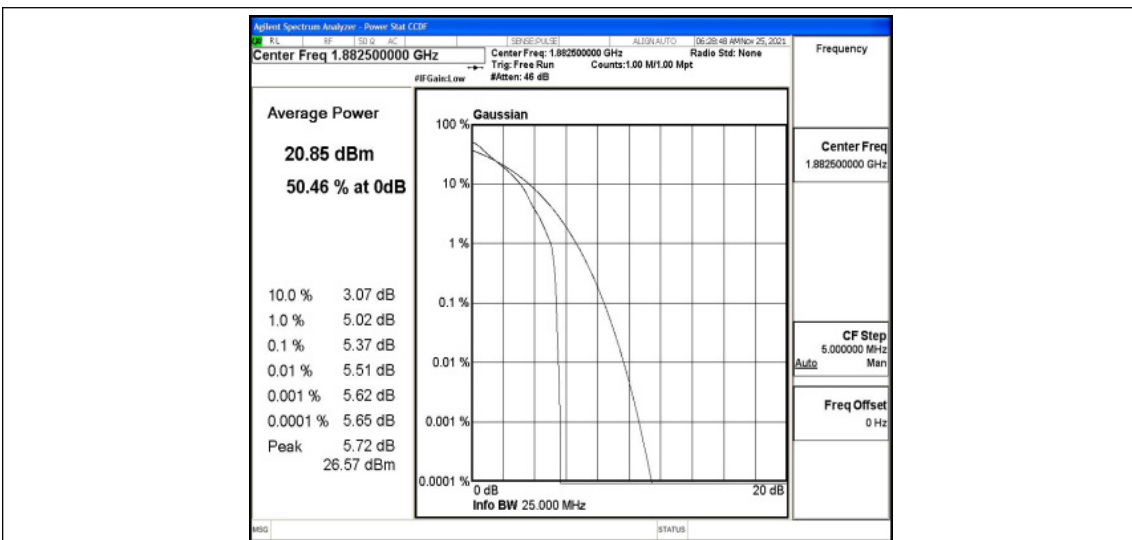 Agilent Spectrum Analyzer - Power Stat CCDF
RL RF 50 Ω AC SENSE:PULSE ALIGN AUTO 06:28:48 AM Nov 25, 2021
Center Freq 1.882500000 GHz
Center Freq: 1.882500000 GHz Radio Std: None
Trig: Free Run Counts:1.00 M/1.00 Mpt
#IFGain:Low #Atten: 46 dB
Frequency
Average Power
20.85 dBm
50.46 % at 0dB
10.0 % 3.07 dB
1.0 % 5.02 dB
0.1 % 5.37 dB
0.01 % 5.51 dB
0.001 % 5.62 dB
0.0001 % 5.65 dB
Peak 5.72 dB
26.57 dBm
Gaussian
100 %
10 %
1 %
0.1 %
0.01 %
0.001 %
0.0001 %
0 dB 20 dB
Info BW 25.000 MHz
Center Freq
1.882500000 GHz
CF Step
5.000000 MHz
Auto Man
Freq Offset
0 Hz
MSG STATUS